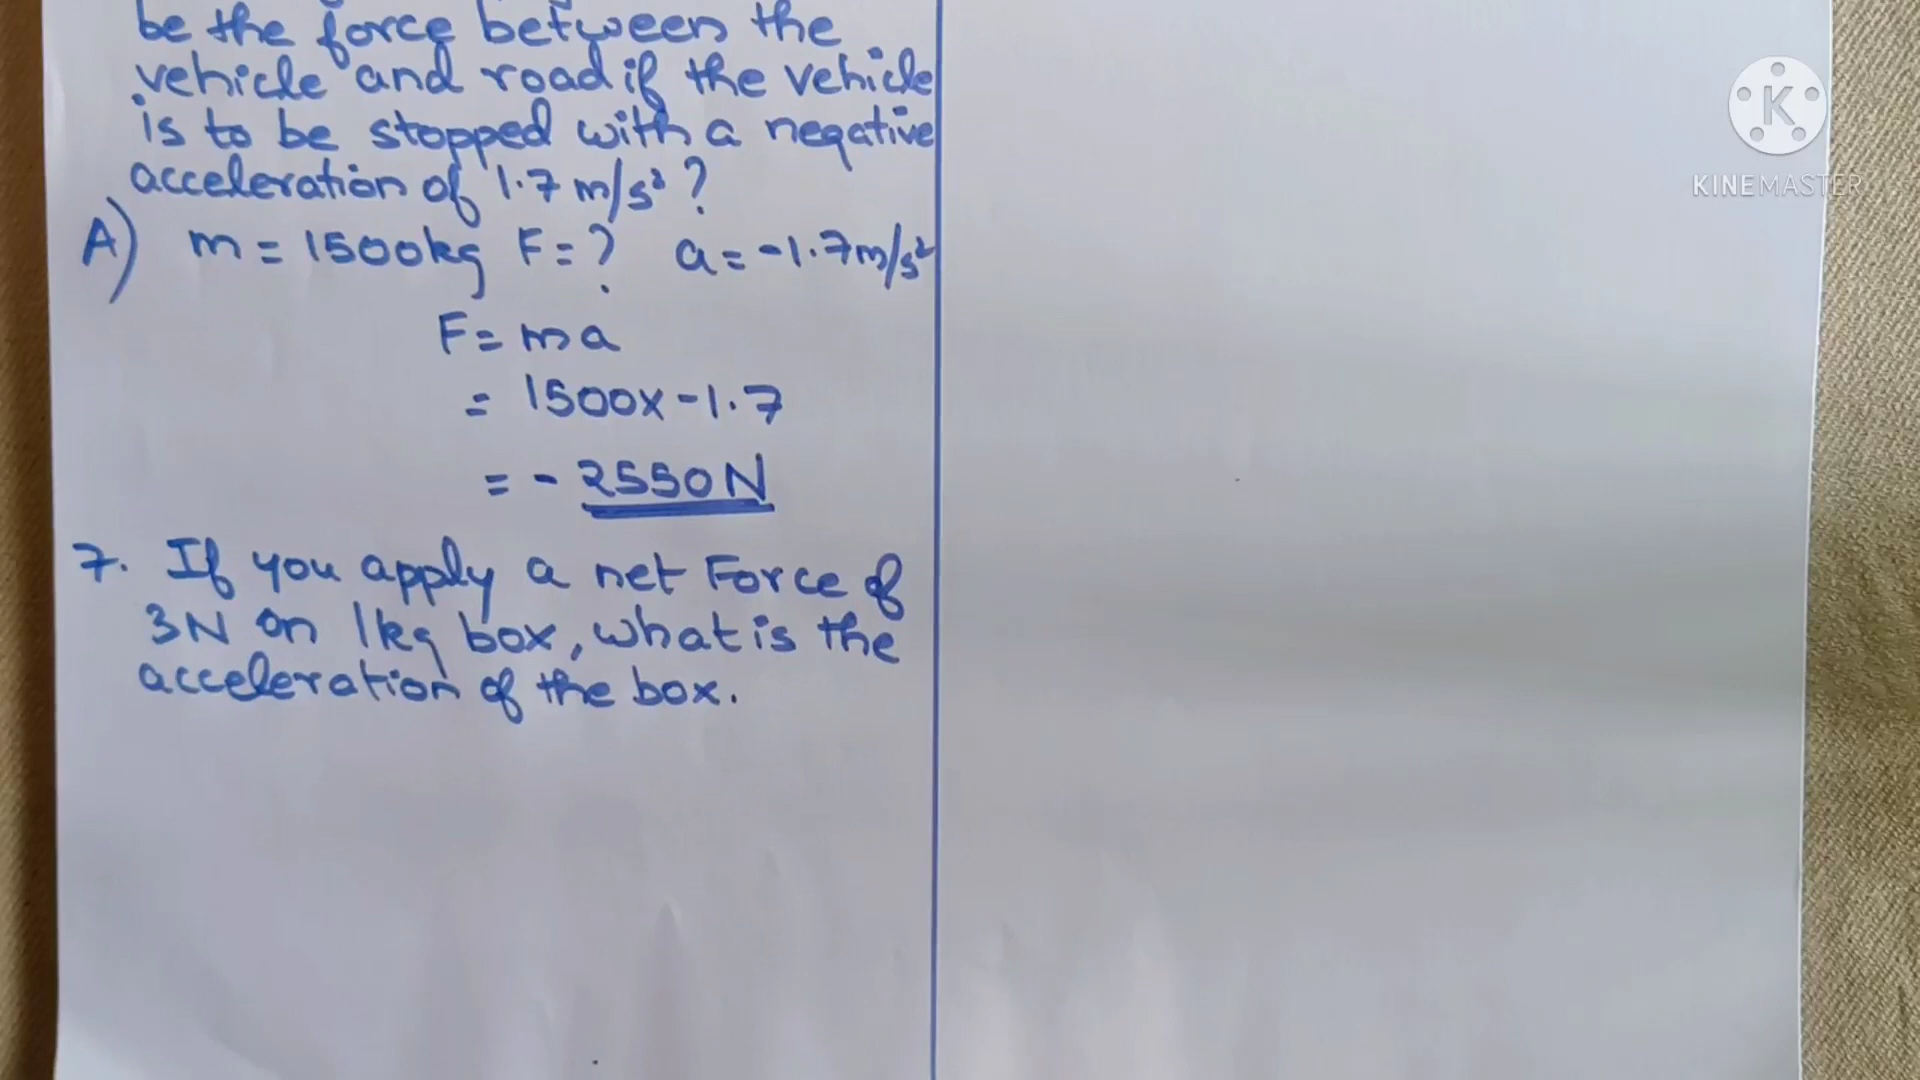 be the force between the
vehicle and road if the vehicle
is to be stopped with a negative
acceleration of 1.7 m/s² ?
A) m = 1500kg F = ? a = -1.7m/s²
F = ma
= 1500x -1.7
= - 2550N
7. If you apply a net Force of
3N on 1kg box, what is the
acceleration of the box.
K
KINEMASTER